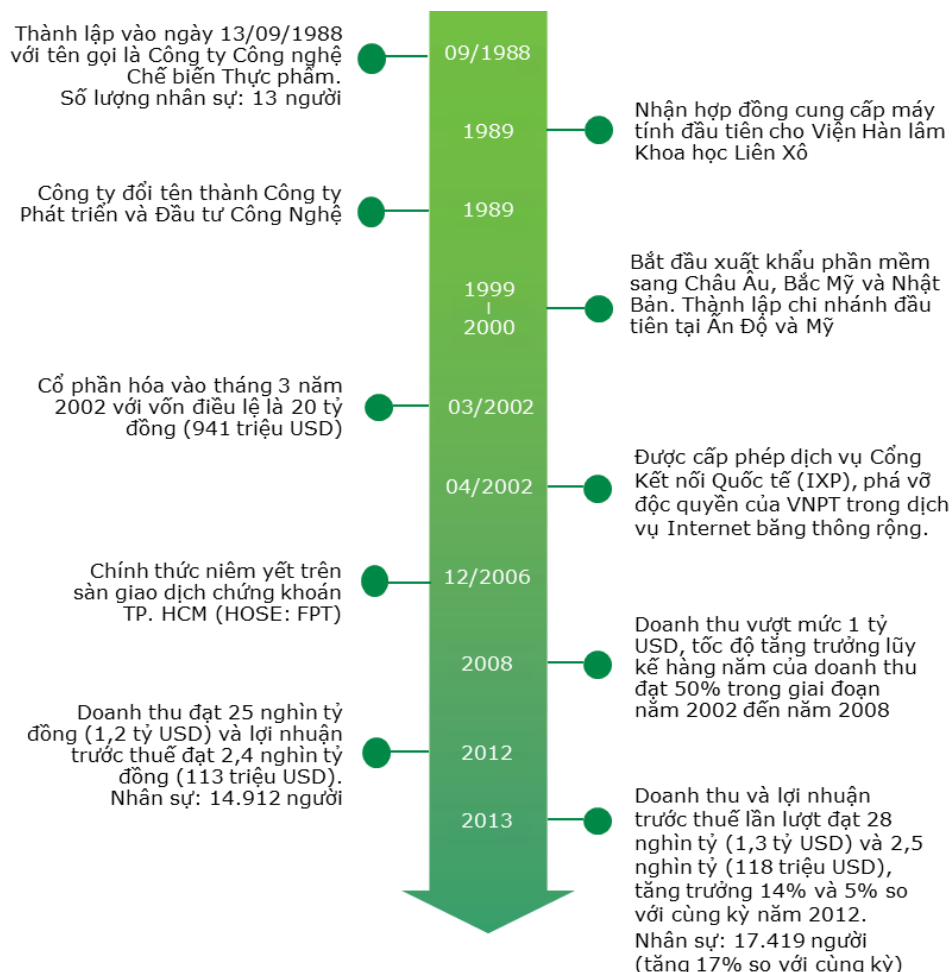 Thành lập vào ngày 13/09/1988
với tên gọi là Công ty Công nghệ
Chế biến Thực phẩm.
Số lượng nhân sự: 13 người
09/1988
1989
Nhận hợp đồng cung cấp máy
tính đầu tiên cho Viện Hàn lâm
Khoa học Liên Xô
Công ty đổi tên thành Công ty
Phát triển và Đầu tư Công Nghệ
1989
1999
–
2000
Bắt đầu xuất khẩu phần mềm
sang Châu Âu, Bắc Mỹ và Nhật
Bản. Thành lập chi nhánh đầu
tiên tại Ấn Độ và Mỹ
Cổ phần hóa vào tháng 3 năm
2002 với vốn điều lệ là 20 tỷ
đồng (941 triệu USD)
03/2002
04/2002
Được cấp phép dịch vụ Cổng
Kết nối Quốc tế (IXP), phá vỡ
độc quyền của VNPT trong dịch
vụ Internet băng thông rộng.
Chính thức niêm yết trên
sàn giao dịch chứng khoán
TP. HCM (HOSE: FPT)
12/2006
2008
Doanh thu vượt mức 1 tỷ
USD, tốc độ tăng trưởng lũy
kế hàng năm của doanh thu
đạt 50% trong giai đoạn
năm 2002 đến năm 2008
Doanh thu đạt 25 nghìn tỷ
đồng (1,2 tỷ USD) và lợi nhuận
trước thuế đạt 2,4 nghìn tỷ
đồng (113 triệu USD).
Nhân sự: 14.912 người
2012
2013
Doanh thu và lợi nhuận
trước thuế lần lượt đạt 28
nghìn tỷ (1,3 tỷ USD) và 2,5
nghìn tỷ (118 triệu USD),
tăng trưởng 14% và 5% so
với cùng kỳ năm 2012.
Nhân sự: 17.419 người
(tăng 17% so với cùng kỳ)